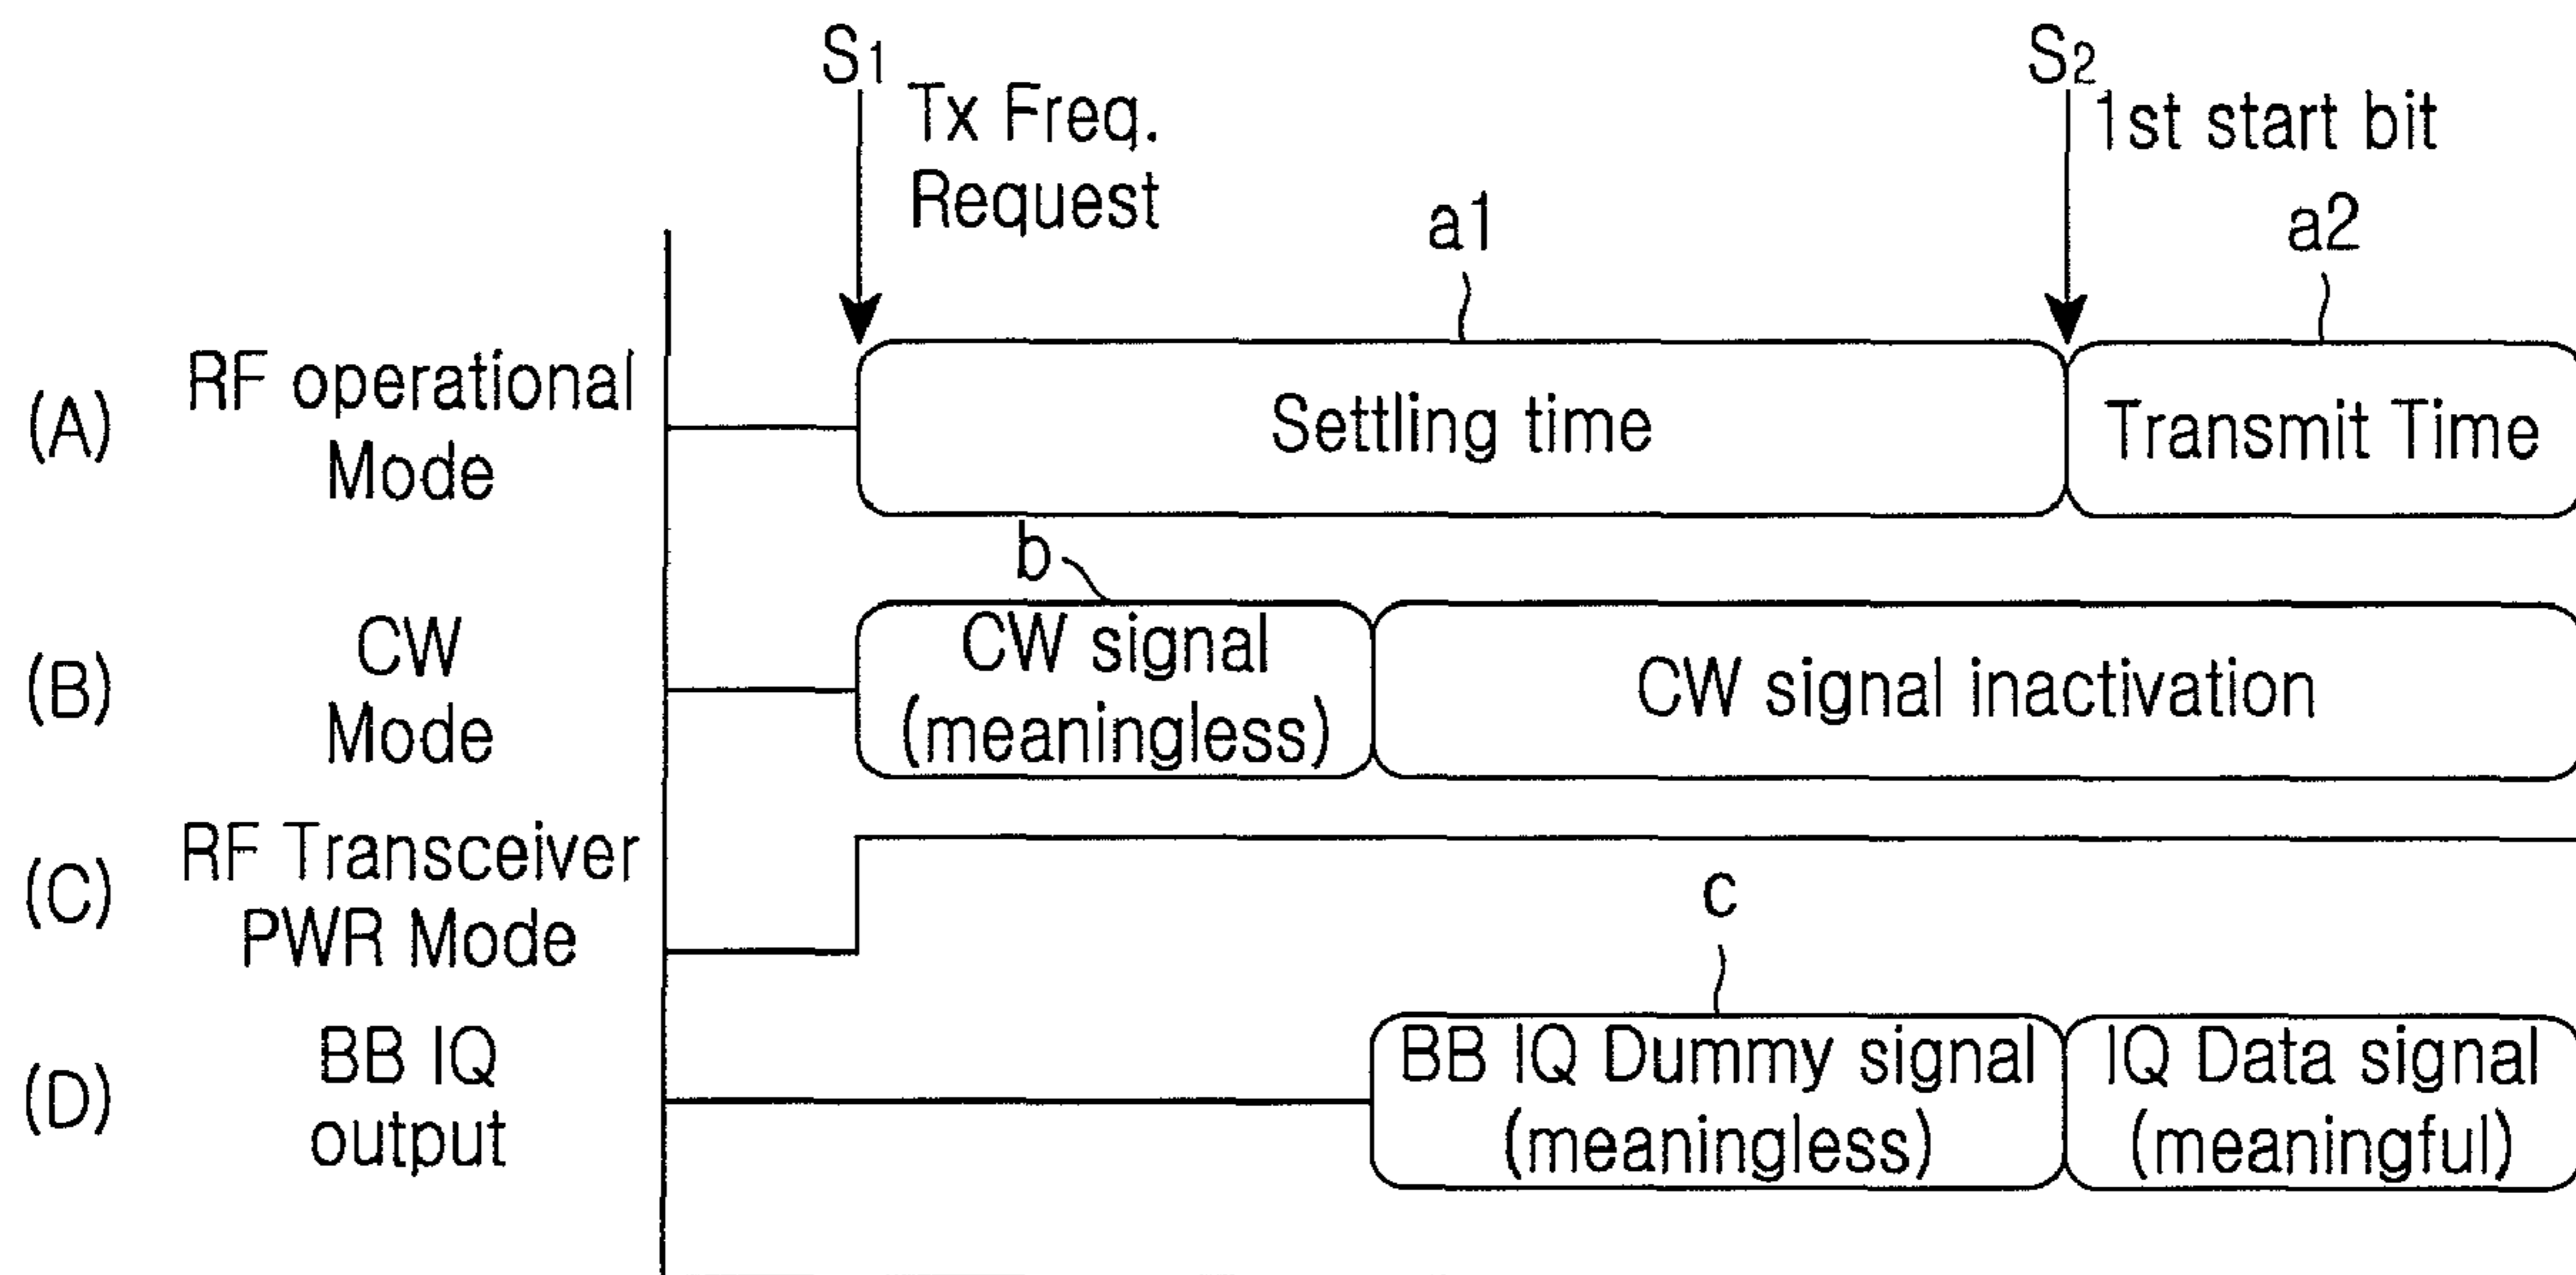 S1
Tx Freq.
Request
S2
1st start bit
a1
a2
(A)
RF operational
Mode
Settling time
Transmit Time
b
(B)
CW
Mode
CW signal
(meaningless)
CW signal inactivation
(C)
RF Transceiver
PWR Mode
c
(D)
BB IQ
output
BB IQ Dummy signal
(meaningless)
IQ Data signal
(meaningful)